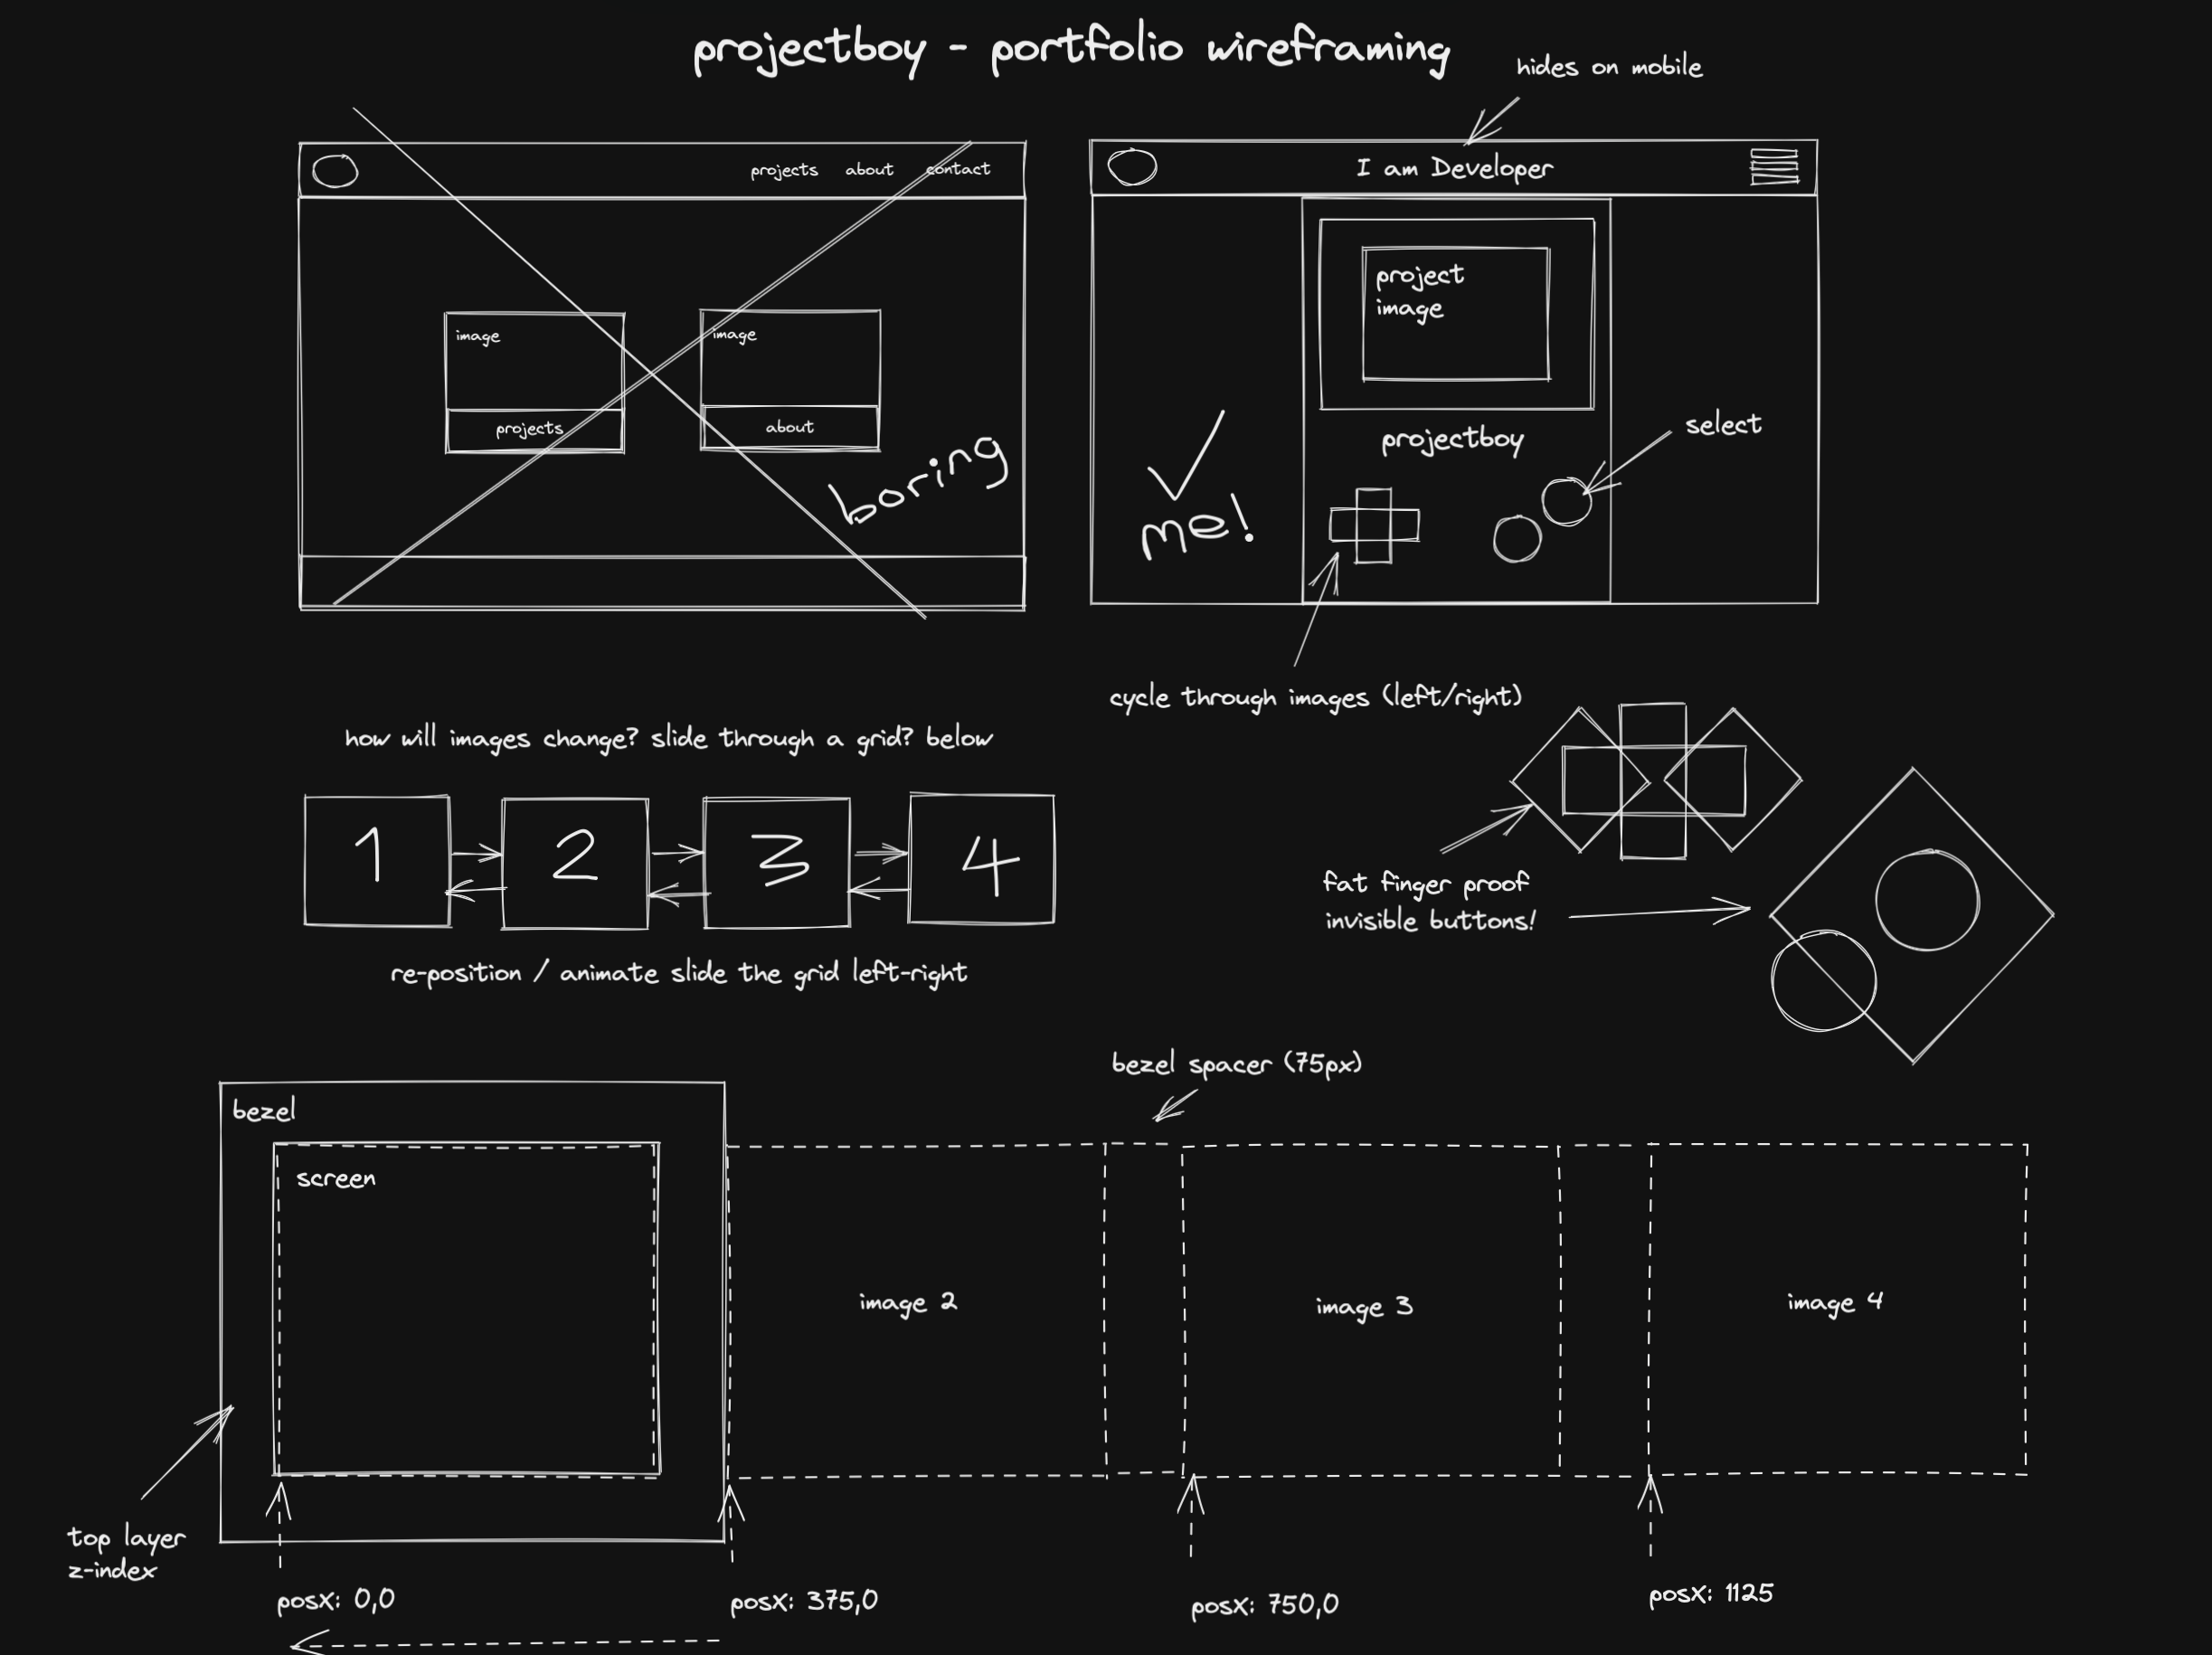 projectboy - portfolio wireframing
hides on mobile
projects about contact
image
image
projects
about
boring
I am Developer
project
image
projectboy
select
me!
cycle through images (left/right)
how will images change? slide through a grid? below
1
2
3
4
re-position / animate slide the grid left-right
fat finger proof
invisible buttons!
bezel spacer (75px)
bezel
screen
image 2
image 3
image 4
top layer
z-index
posX: 0,0
posX: 375,0
posX: 750,0
posX: 1125